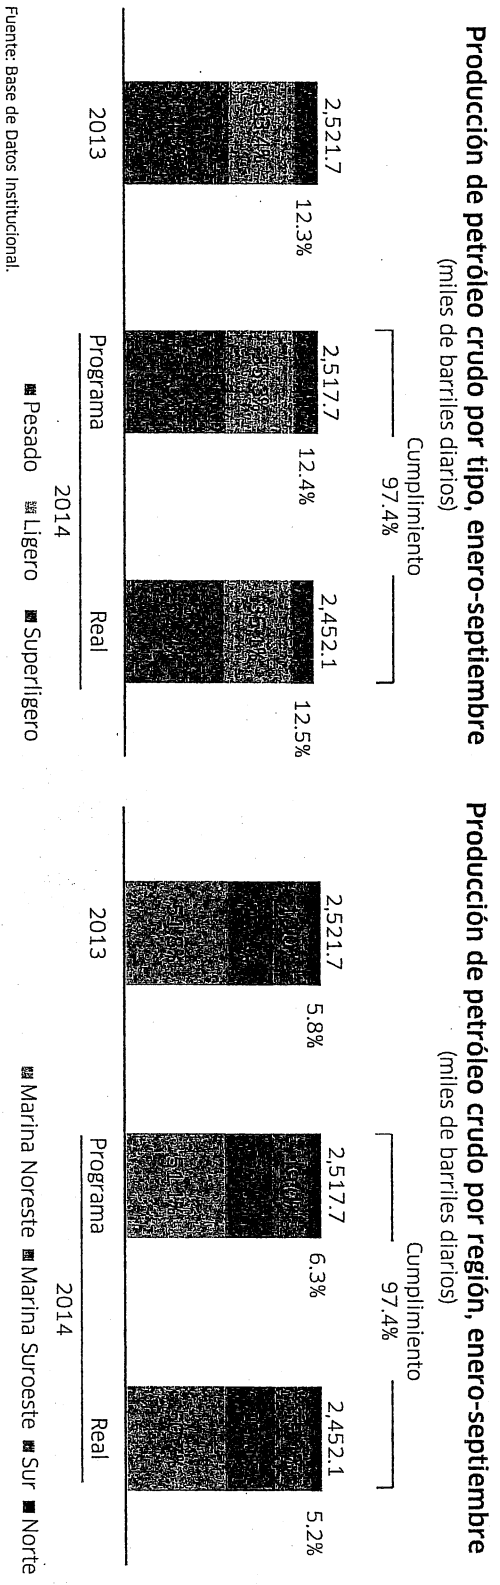 Producción de petróleo crudo por tipo, enero-septiembre
(miles de barriles diarios)
Cumplimiento
97.4%
2,521.7
2,517.7
2,452.1
12.3%
12.4%
12.5%
2013
Programa
Real
2014
Pesado Ligero Superligero
Fuente: Base de Datos Institucional.
Producción de petróleo crudo por región, enero-septiembre
(miles de barriles diarios)
Cumplimiento
97.4%
2,521.7
2,517.7
2,452.1
5.8%
6.3%
5.2%
2013
Programa
Real
2014
Marina Noreste Marina Suroeste Sur Norte